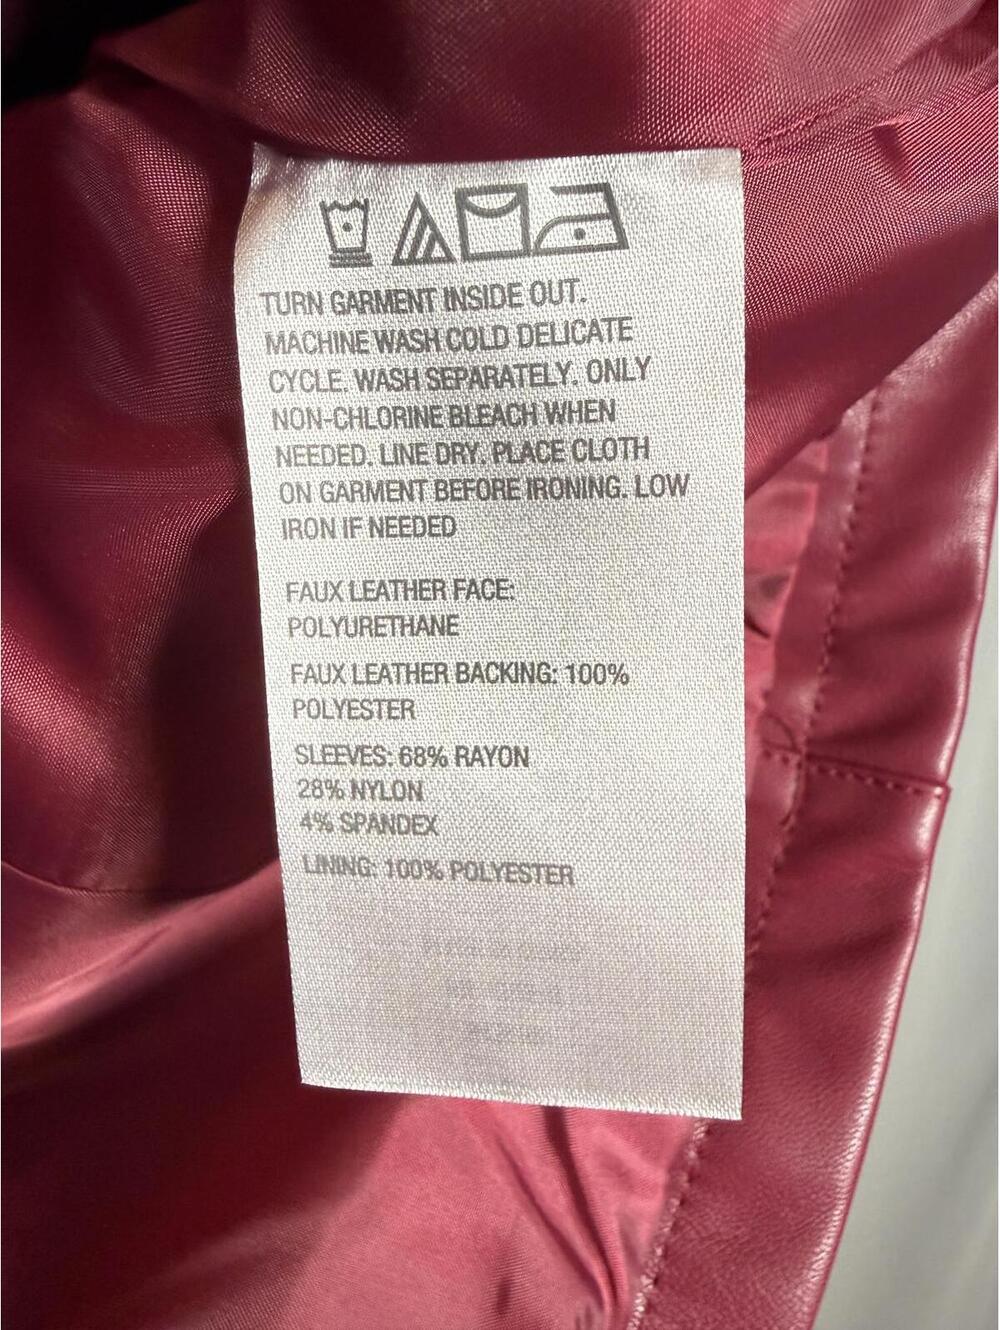 TURN GARMENT INSIDE OUT.
MACHINE WASH COLD DELICATE
CYCLE. WASH SEPARATELY. ONLY
NON-CHLORINE BLEACH WHEN
NEEDED. LINE DRY. PLACE CLOTH
ON GARMENT BEFORE IRONING. LOW
IRON IF NEEDED
FAUX LEATHER FACE:
POLYURETHANE
FAUX LEATHER BACKING: 100%
POLYESTER
SLEEVES: 68% RAYON
28% NYLON
4% SPANDEX
LINING: 100% POLYESTER